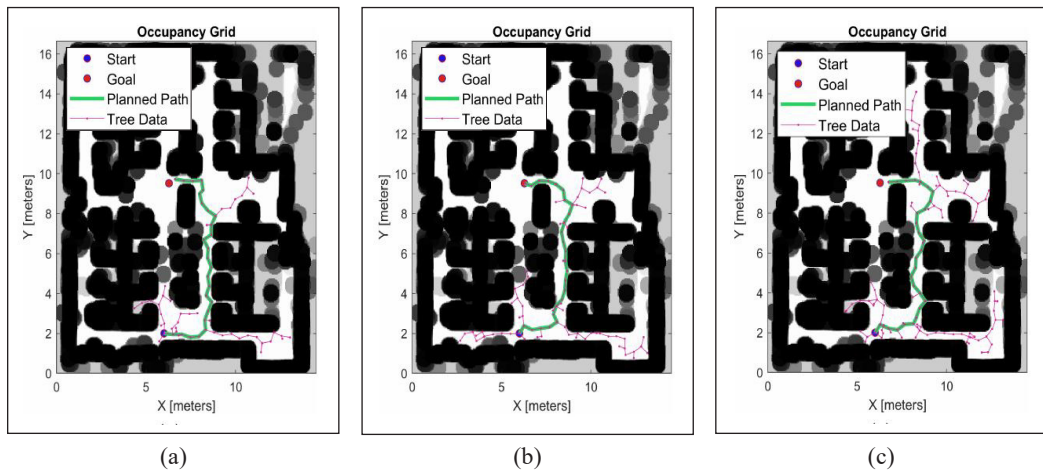 Occupancy Grid
Start
Goal
Planned Path
Tree Data
Y [meters]
16
14
12
10
8
6
4
2
0
0 5 10
X [meters]
(a)
Occupancy Grid
Start
Goal
Planned Path
Tree Data
Y [meters]
16
14
12
10
8
6
4
2
0
0 5 10
X [meters]
(b)
Occupancy Grid
Start
Goal
Planned Path
Tree Data
Y [meters]
16
14
12
10
8
6
4
2
0
0 5 10
X [meters]
(c)